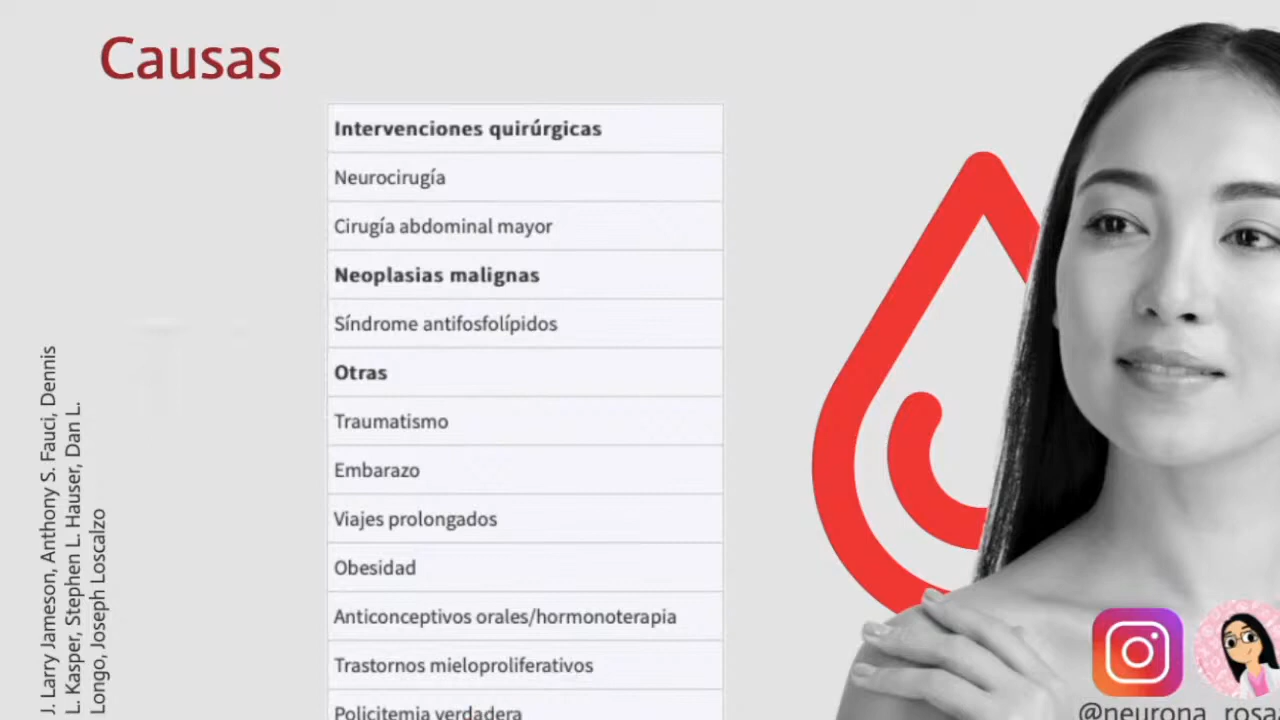 Causas
Intervenciones quirúrgicas
Neurocirugía
Cirugía abdominal mayor
Neoplasias malignas
Síndrome antifosfolípidos
Otras
Traumatismo
Embarazo
Viajes prolongados
Obesidad
Anticonceptivos orales/hormonoterapia
Trastornos mieloproliferativos
Policitemia verdadera
J. Larry Jameson, Anthony S. Fauci, Dennis
L. Kasper, Stephen L. Hauser, Dan L.
Longo, Joseph Loscalzo
@neurona_rosa